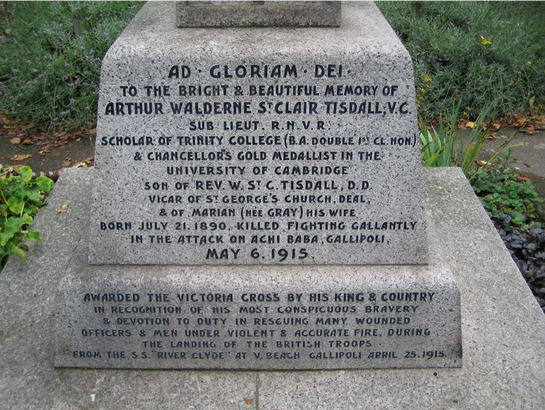 AD · GLORIAM · DEI ·
TO THE BRIGHT & BEAUTIFUL MEMORY OF
ARTHUR WALDERNE ST CLAIR TISDALL, V.C.
SUB LIEUT. R.N.V.R.
SCHOLAR OF TRINITY COLLEGE (B.A. DOUBLE 1ST CL. HON)
& CHANCELLOR'S GOLD MEDALLIST IN THE
UNIVERSITY OF CAMBRIDGE
SON OF REV. W. ST C. TISDALL, D.D.
VICAR OF ST GEORGE'S CHURCH, DEAL,
& OF MARIAN (NÉE GRAY) HIS WIFE
BORN JULY 21. 1890. KILLED FIGHTING GALLANTLY
IN THE ATTACK ON ACHI BABA, GALLIPOLI,
MAY 6. 1915.
AWARDED THE VICTORIA CROSS BY HIS KING & COUNTRY
IN RECOGNITION OF HIS MOST CONSPICUOUS BRAVERY
& DEVOTION TO DUTY IN RESCUING MANY WOUNDED
OFFICERS & MEN UNDER VIOLENT & ACCURATE FIRE, DURING
THE LANDING OF THE BRITISH TROOPS
FROM THE S.S. "RIVER CLYDE" AT V. BEACH GALLIPOLI APRIL 25. 1915.